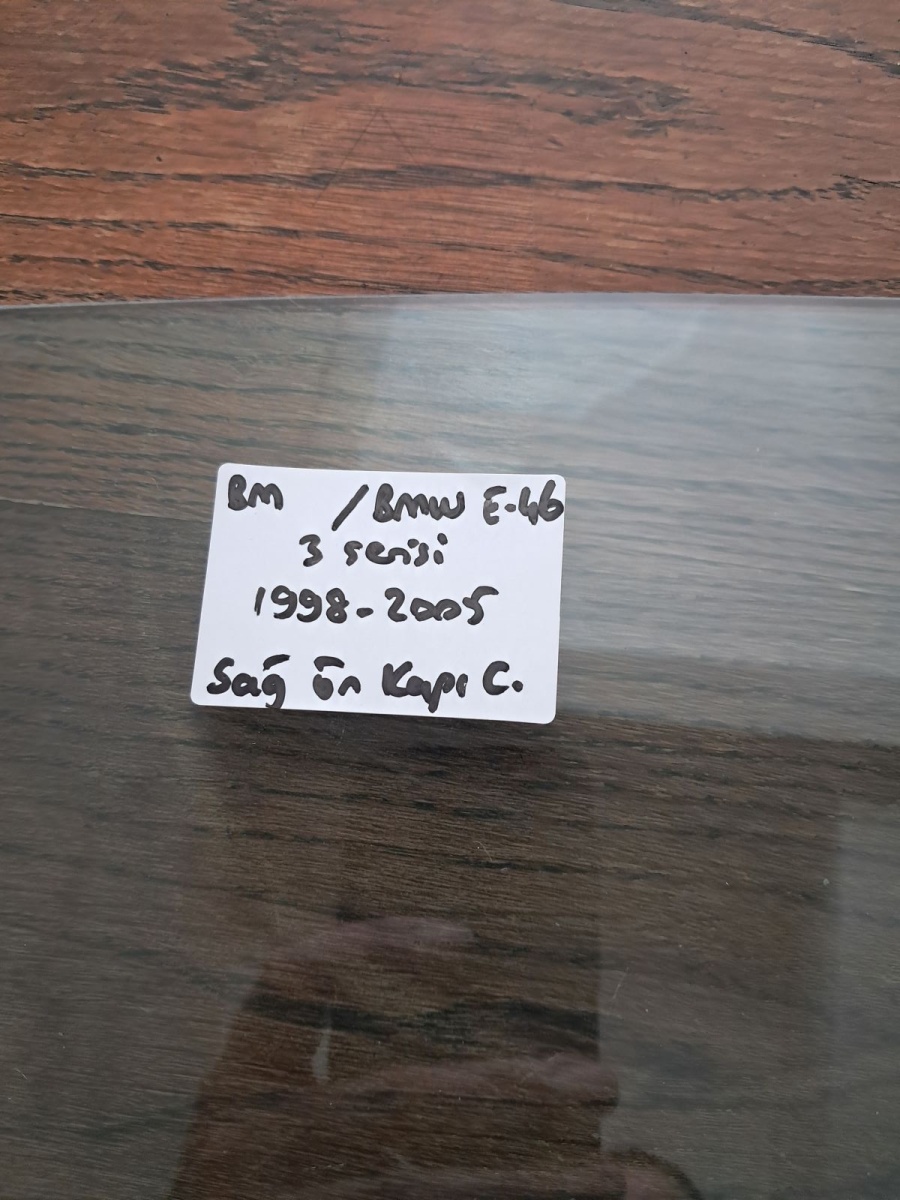 BM / BMW E-46
3 serisi
1998-2005
Sağ ön Kapı C.